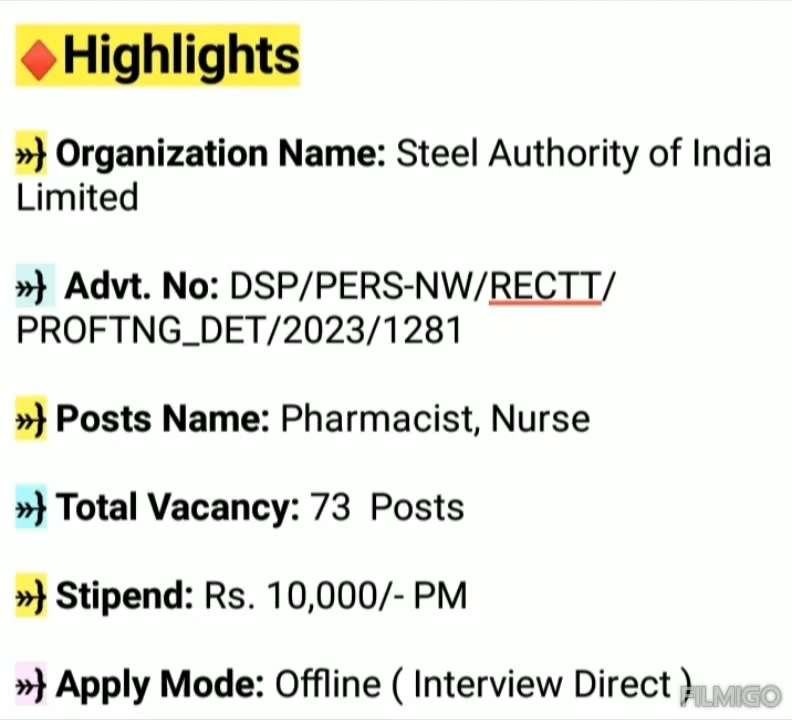 ♦Highlights
»} Organization Name: Steel Authority of India
Limited
»} Advt. No: DSP/PERS-NW/RECTT/
PROFTNG_DET/2023/1281
»} Posts Name: Pharmacist, Nurse
»} Total Vacancy: 73 Posts
»} Stipend: Rs. 10,000/- PM
»} Apply Mode: Offline ( Interview Direct )
FILMIGO